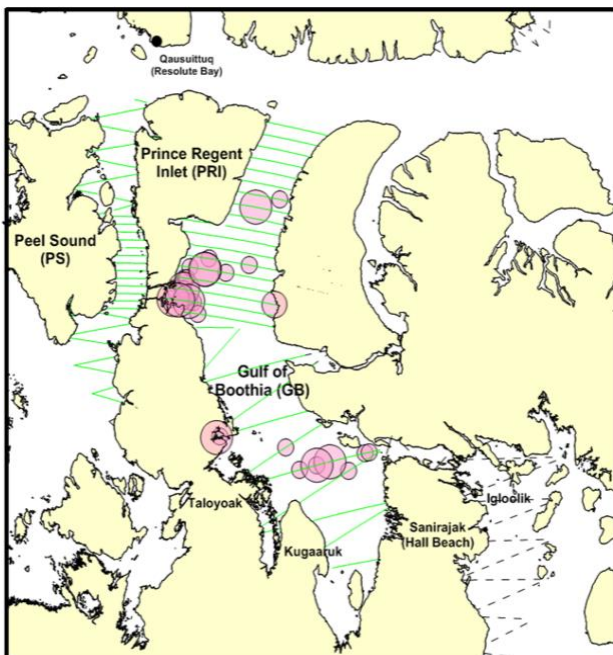 Qausuittuq
(Resolute Bay)
Prince Regent
Inlet (PRI)
Peel Sound
(PS)
Gulf of
Boothia (GB)
Taloyoak
Kugaaruk
Igloolik
Sanirajak
(Hall Beach)